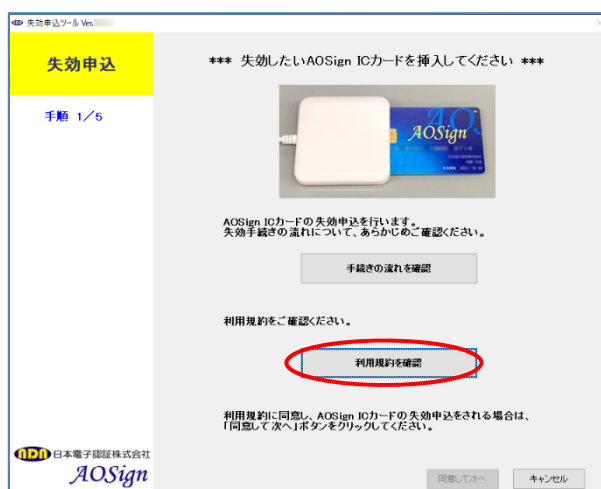 失効申込ツール Ver.
失効申込
手順 1/5
*** 失効したいAOSign ICカードを挿入してください ***
AOSign
AOSign ICカードの失効申込を行います。
失効手続きの流れについて、あらかじめご確認ください。
手続きの流れを確認
利用規約をご確認ください。
利用規約を確認
利用規約に同意し、AOSign ICカードの失効申込をされる場合は、
「同意して次へ」ボタンをクリックしてください。
NDN 日本電子認証株式会社
AOSign
同意して次へ
キャンセル